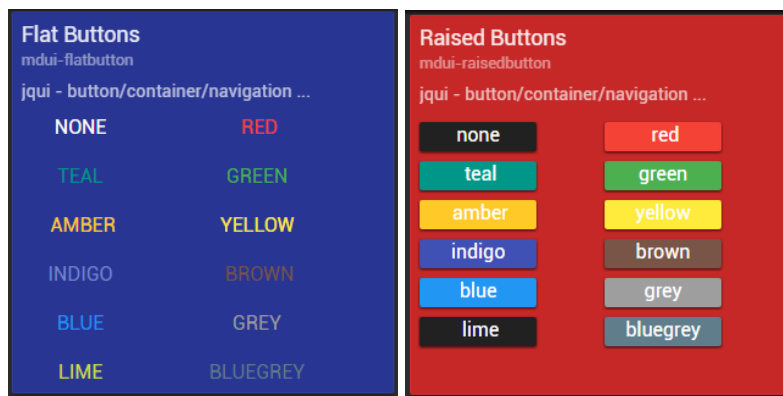 Flat Buttons
mdui-flatbutton
jqui - button/container/navigation ...
NONE RED
TEAL GREEN
AMBER YELLOW
INDIGO BROWN
BLUE GREY
LIME BLUEGREY
Raised Buttons
mdui-raisedbutton
jqui - button/container/navigation ...
none red
teal green
amber yellow
indigo brown
blue grey
lime bluegrey